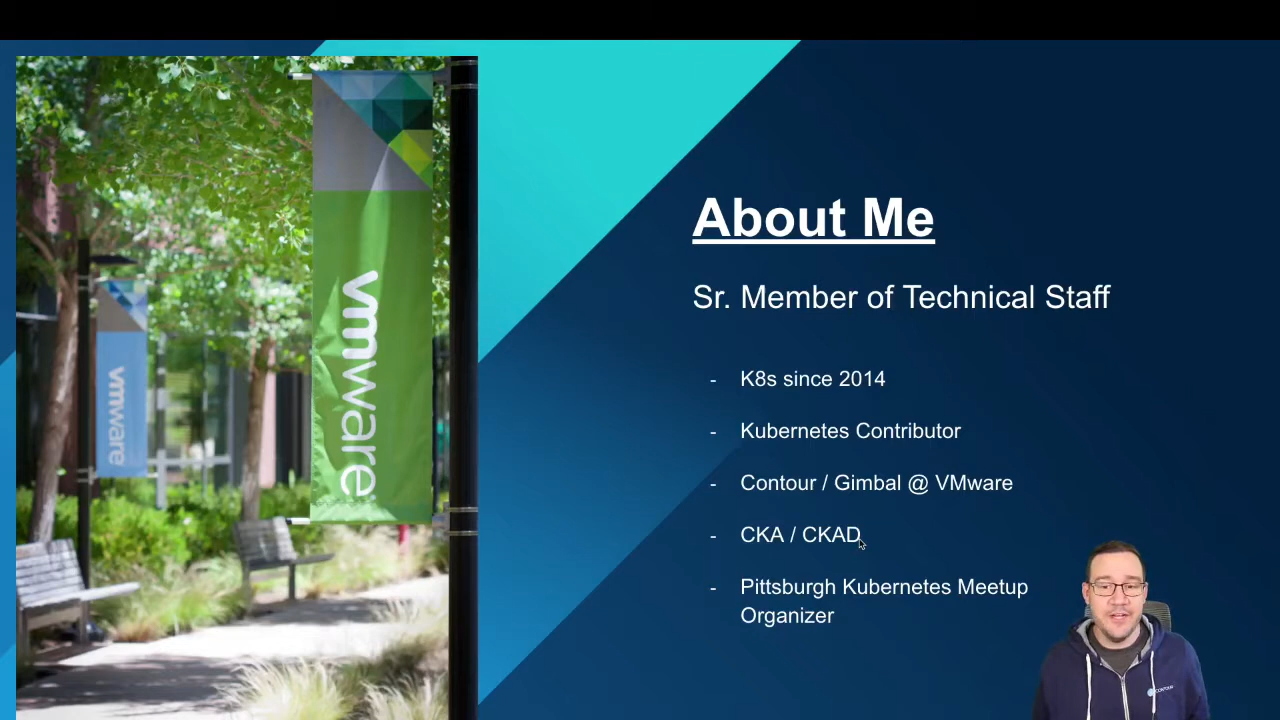 vmware
vmware
About Me
Sr. Member of Technical Staff
- K8s since 2014
- Kubernetes Contributor
- Contour / Gimbal @ VMware
- CKA / CKAD
- Pittsburgh Kubernetes Meetup
Organizer
CONTOUR